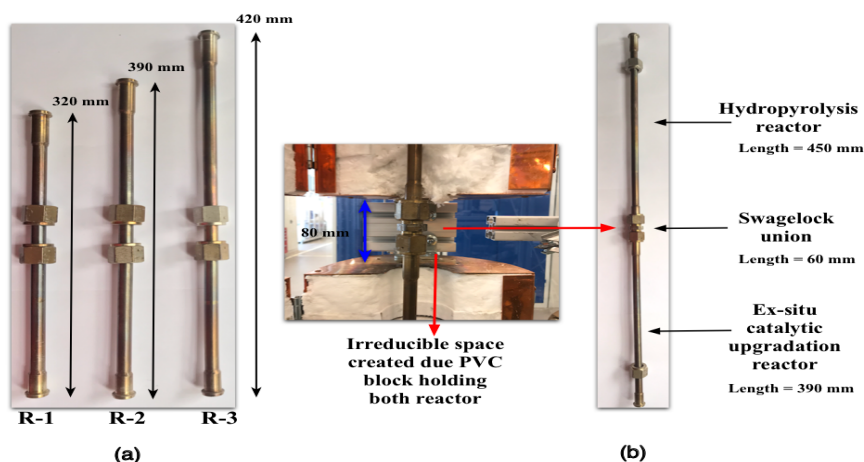 320 mm
390 mm
420 mm
R-1
R-2
R-3
(a)
80 mm
Irreducible space
created due PVC
block holding
both reactor
Hydropyrolysis
reactor
Length = 450 mm
Swagelock
union
Length = 60 mm
Ex-situ
catalytic
upgradation
reactor
Length = 390 mm
(b)